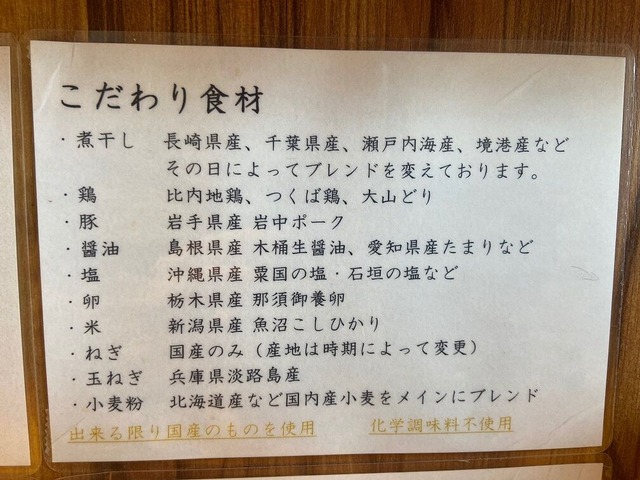 こだわり食材
・煮干し 長崎県産、千葉県産、瀬戸内海産、境港産など
その日によってブレンドを変えております。
・鶏 比内地鶏、つくば鶏、大山どり
・豚 岩手県産 岩中ポーク
・醤油 島根県産 木桶生醤油、愛知県産たまりなど
・塩 沖縄県産 粟国の塩・石垣の塩など
・卵 栃木県産 那須御養卵
・米 新潟県産 魚沼こしひかり
・ねぎ 国産のみ（産地は時期によって変更）
・玉ねぎ 兵庫県淡路島産
・小麦粉 北海道産など国内産小麦をメインにブレンド
出来る限り国産のものを使用 化学調味料不使用